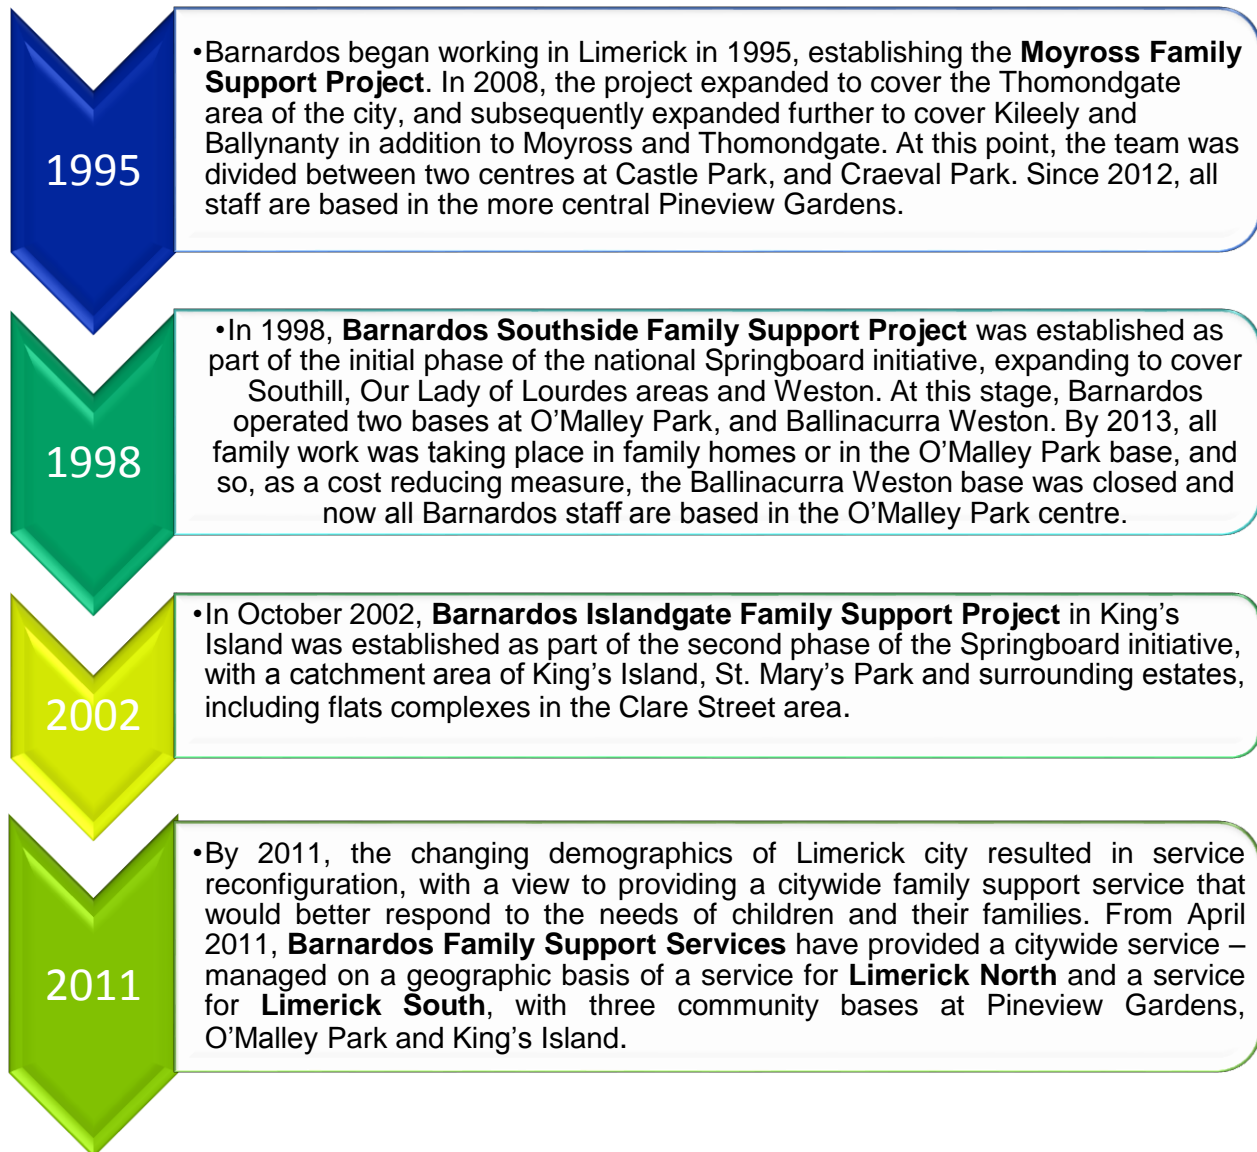 1995
•Barnardos began working in Limerick in 1995, establishing the Moyross Family
Support Project. In 2008, the project expanded to cover the Thomondgate
area of the city, and subsequently expanded further to cover Kileely and
Ballynanty in addition to Moyross and Thomondgate. At this point, the team was
divided between two centres at Castle Park, and Craeval Park. Since 2012, all
staff are based in the more central Pineview Gardens.
1998
•In 1998, Barnardos Southside Family Support Project was established as
part of the initial phase of the national Springboard initiative, expanding to cover
Southill, Our Lady of Lourdes areas and Weston. At this stage, Barnardos
operated two bases at O’Malley Park, and Ballinacurra Weston. By 2013, all
family work was taking place in family homes or in the O’Malley Park base, and
so, as a cost reducing measure, the Ballinacurra Weston base was closed and
now all Barnardos staff are based in the O’Malley Park centre.
2002
•In October 2002, Barnardos Islandgate Family Support Project in King’s
Island was established as part of the second phase of the Springboard initiative,
with a catchment area of King’s Island, St. Mary’s Park and surrounding estates,
including flats complexes in the Clare Street area.
2011
•By 2011, the changing demographics of Limerick city resulted in service
reconfiguration, with a view to providing a citywide family support service that
would better respond to the needs of children and their families. From April
2011, Barnardos Family Support Services have provided a citywide service –
managed on a geographic basis of a service for Limerick North and a service
for Limerick South, with three community bases at Pineview Gardens,
O’Malley Park and King’s Island.